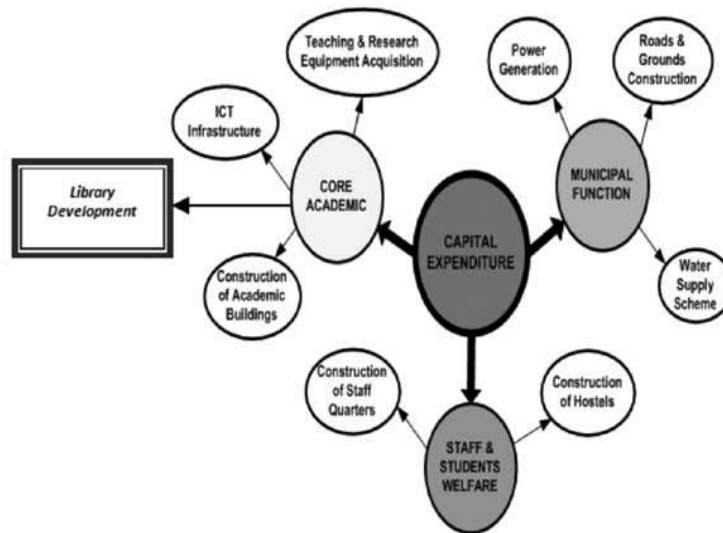 Teaching & Research
Equipment Acquisition
Power
Generation
Roads &
Grounds
Construction
ICT
Infrastructure
Library
Development
CORE
ACADEMIC
MUNICIPAL
FUNCTION
CAPITAL
EXPENDITURE
Construction
of Academic
Buildings
Water
Supply
Scheme
Construction
of Staff
Quarters
Construction
of Hostels
STAFF &
STUDENTS
WELFARE